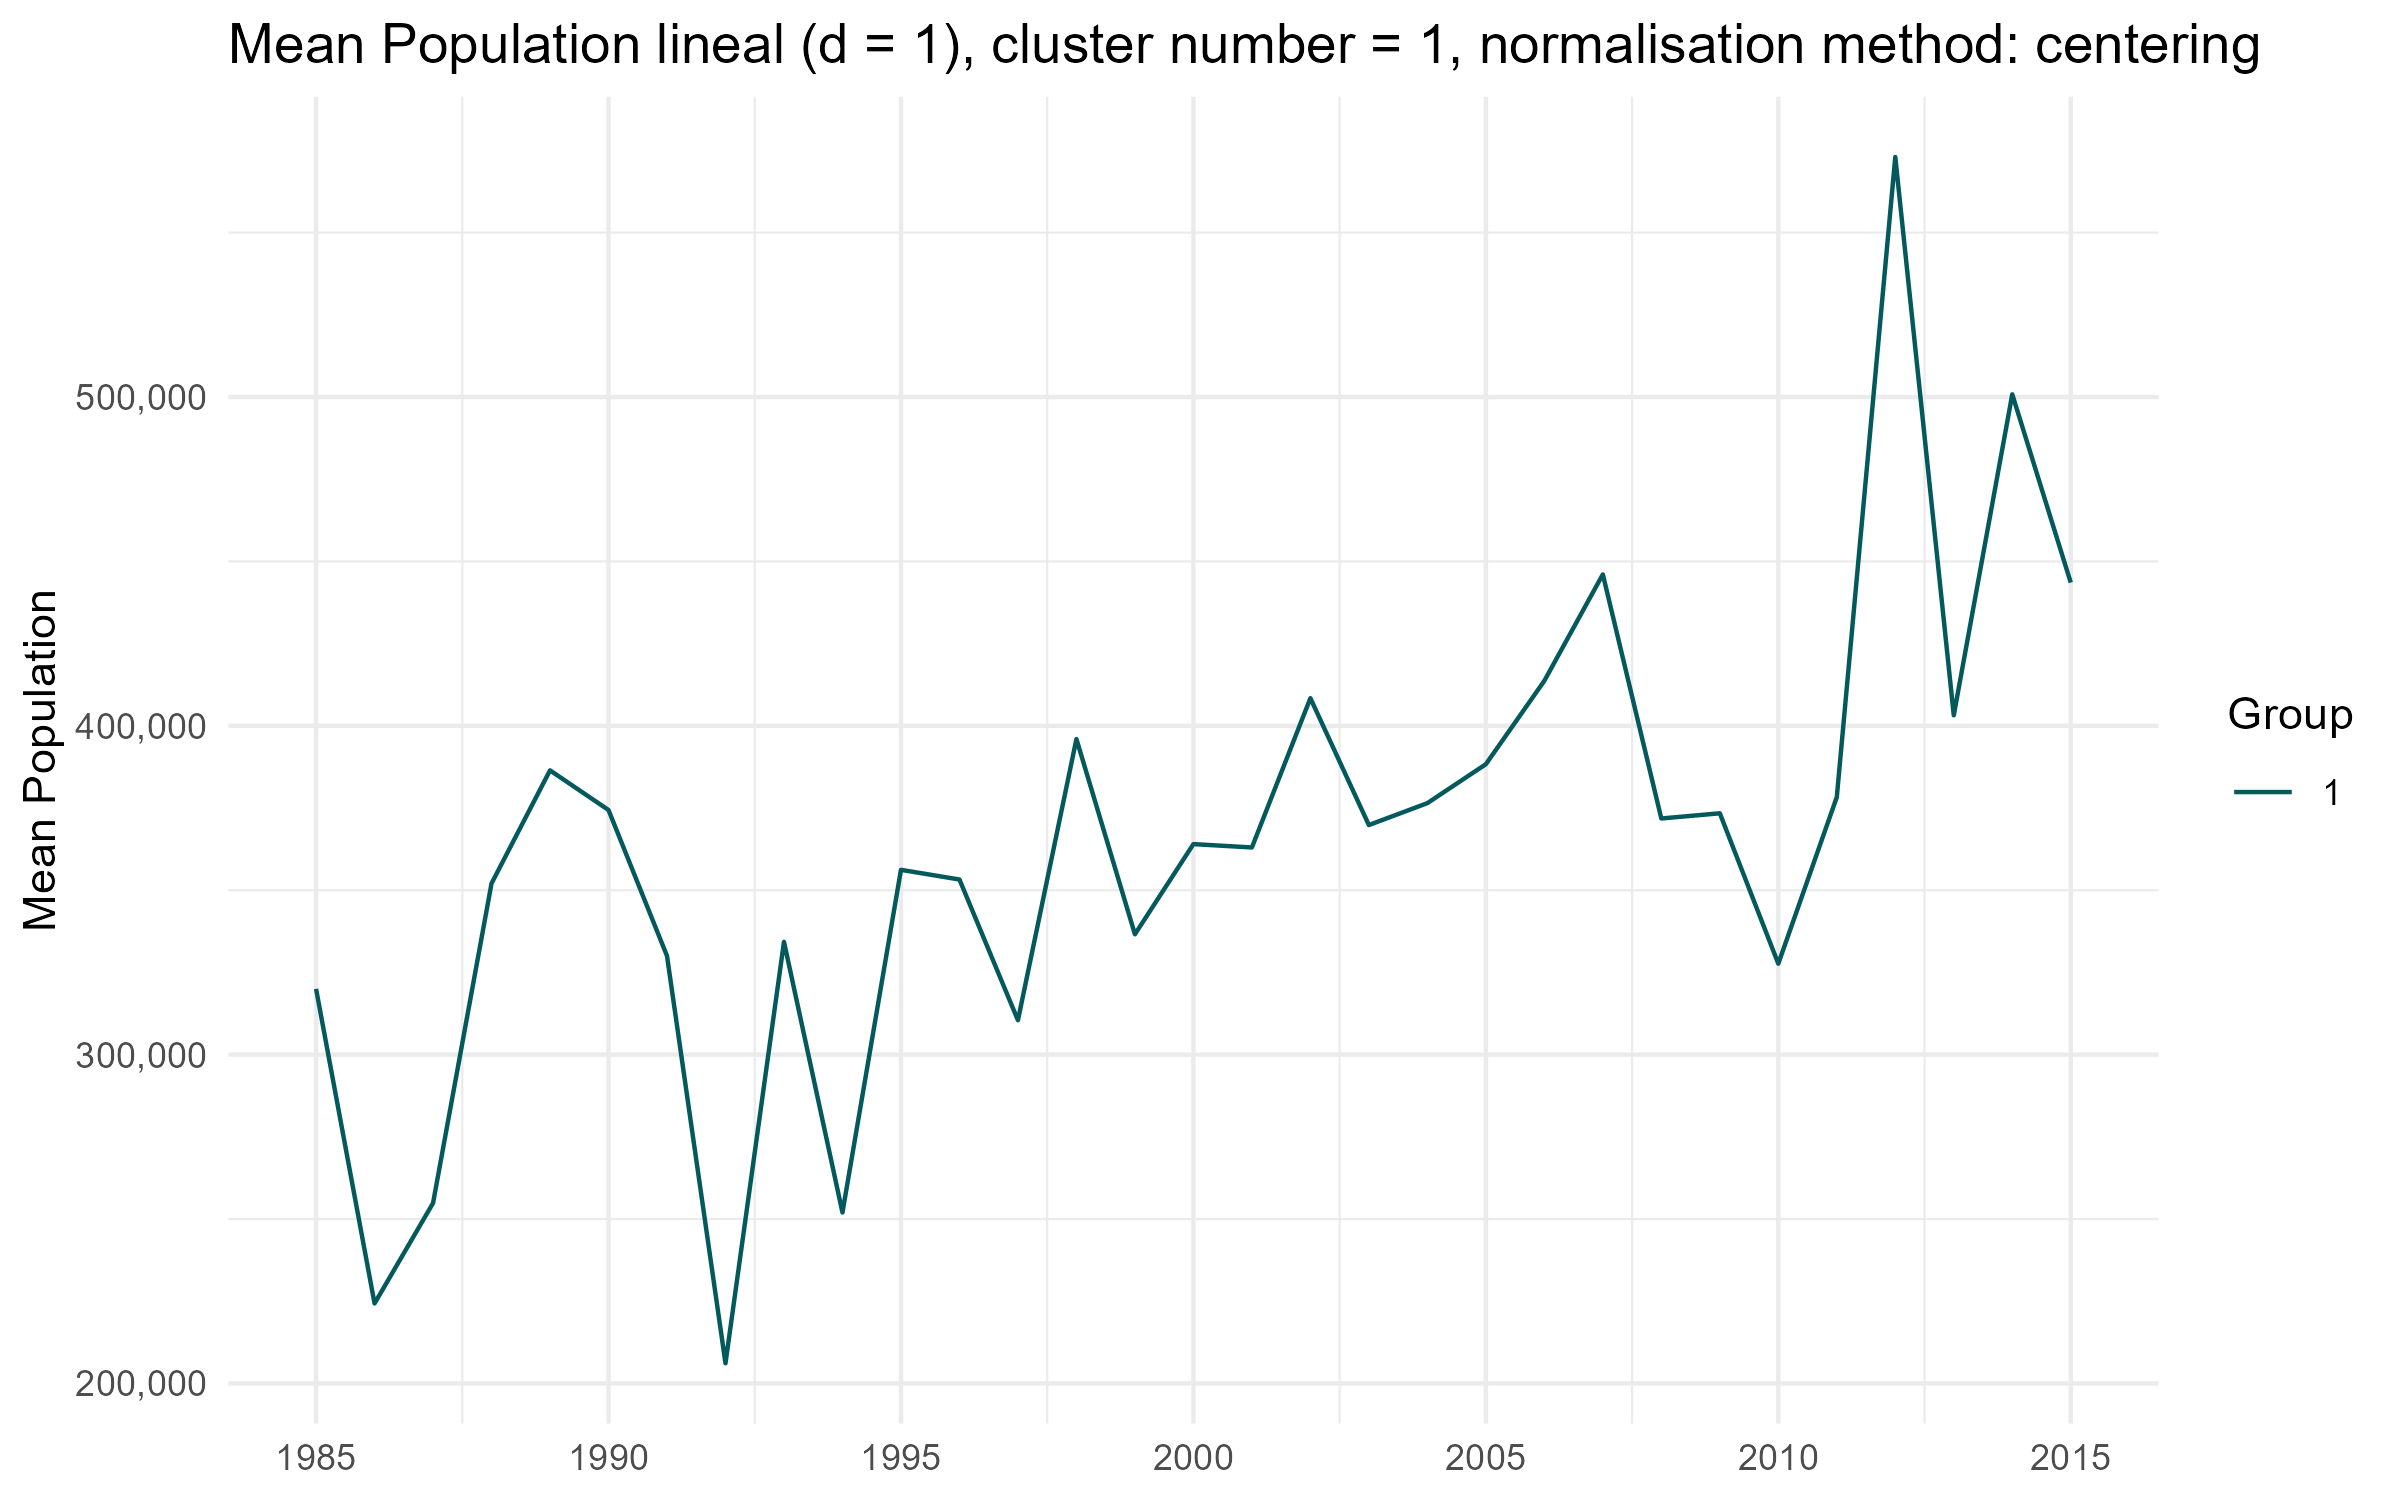 Mean Population lineal (d = 1), cluster number = 1, normalisation method: centering
Mean Population
500,000
400,000
300,000
200,000
1985 1990 1995 2000 2005 2010 2015
Group
1